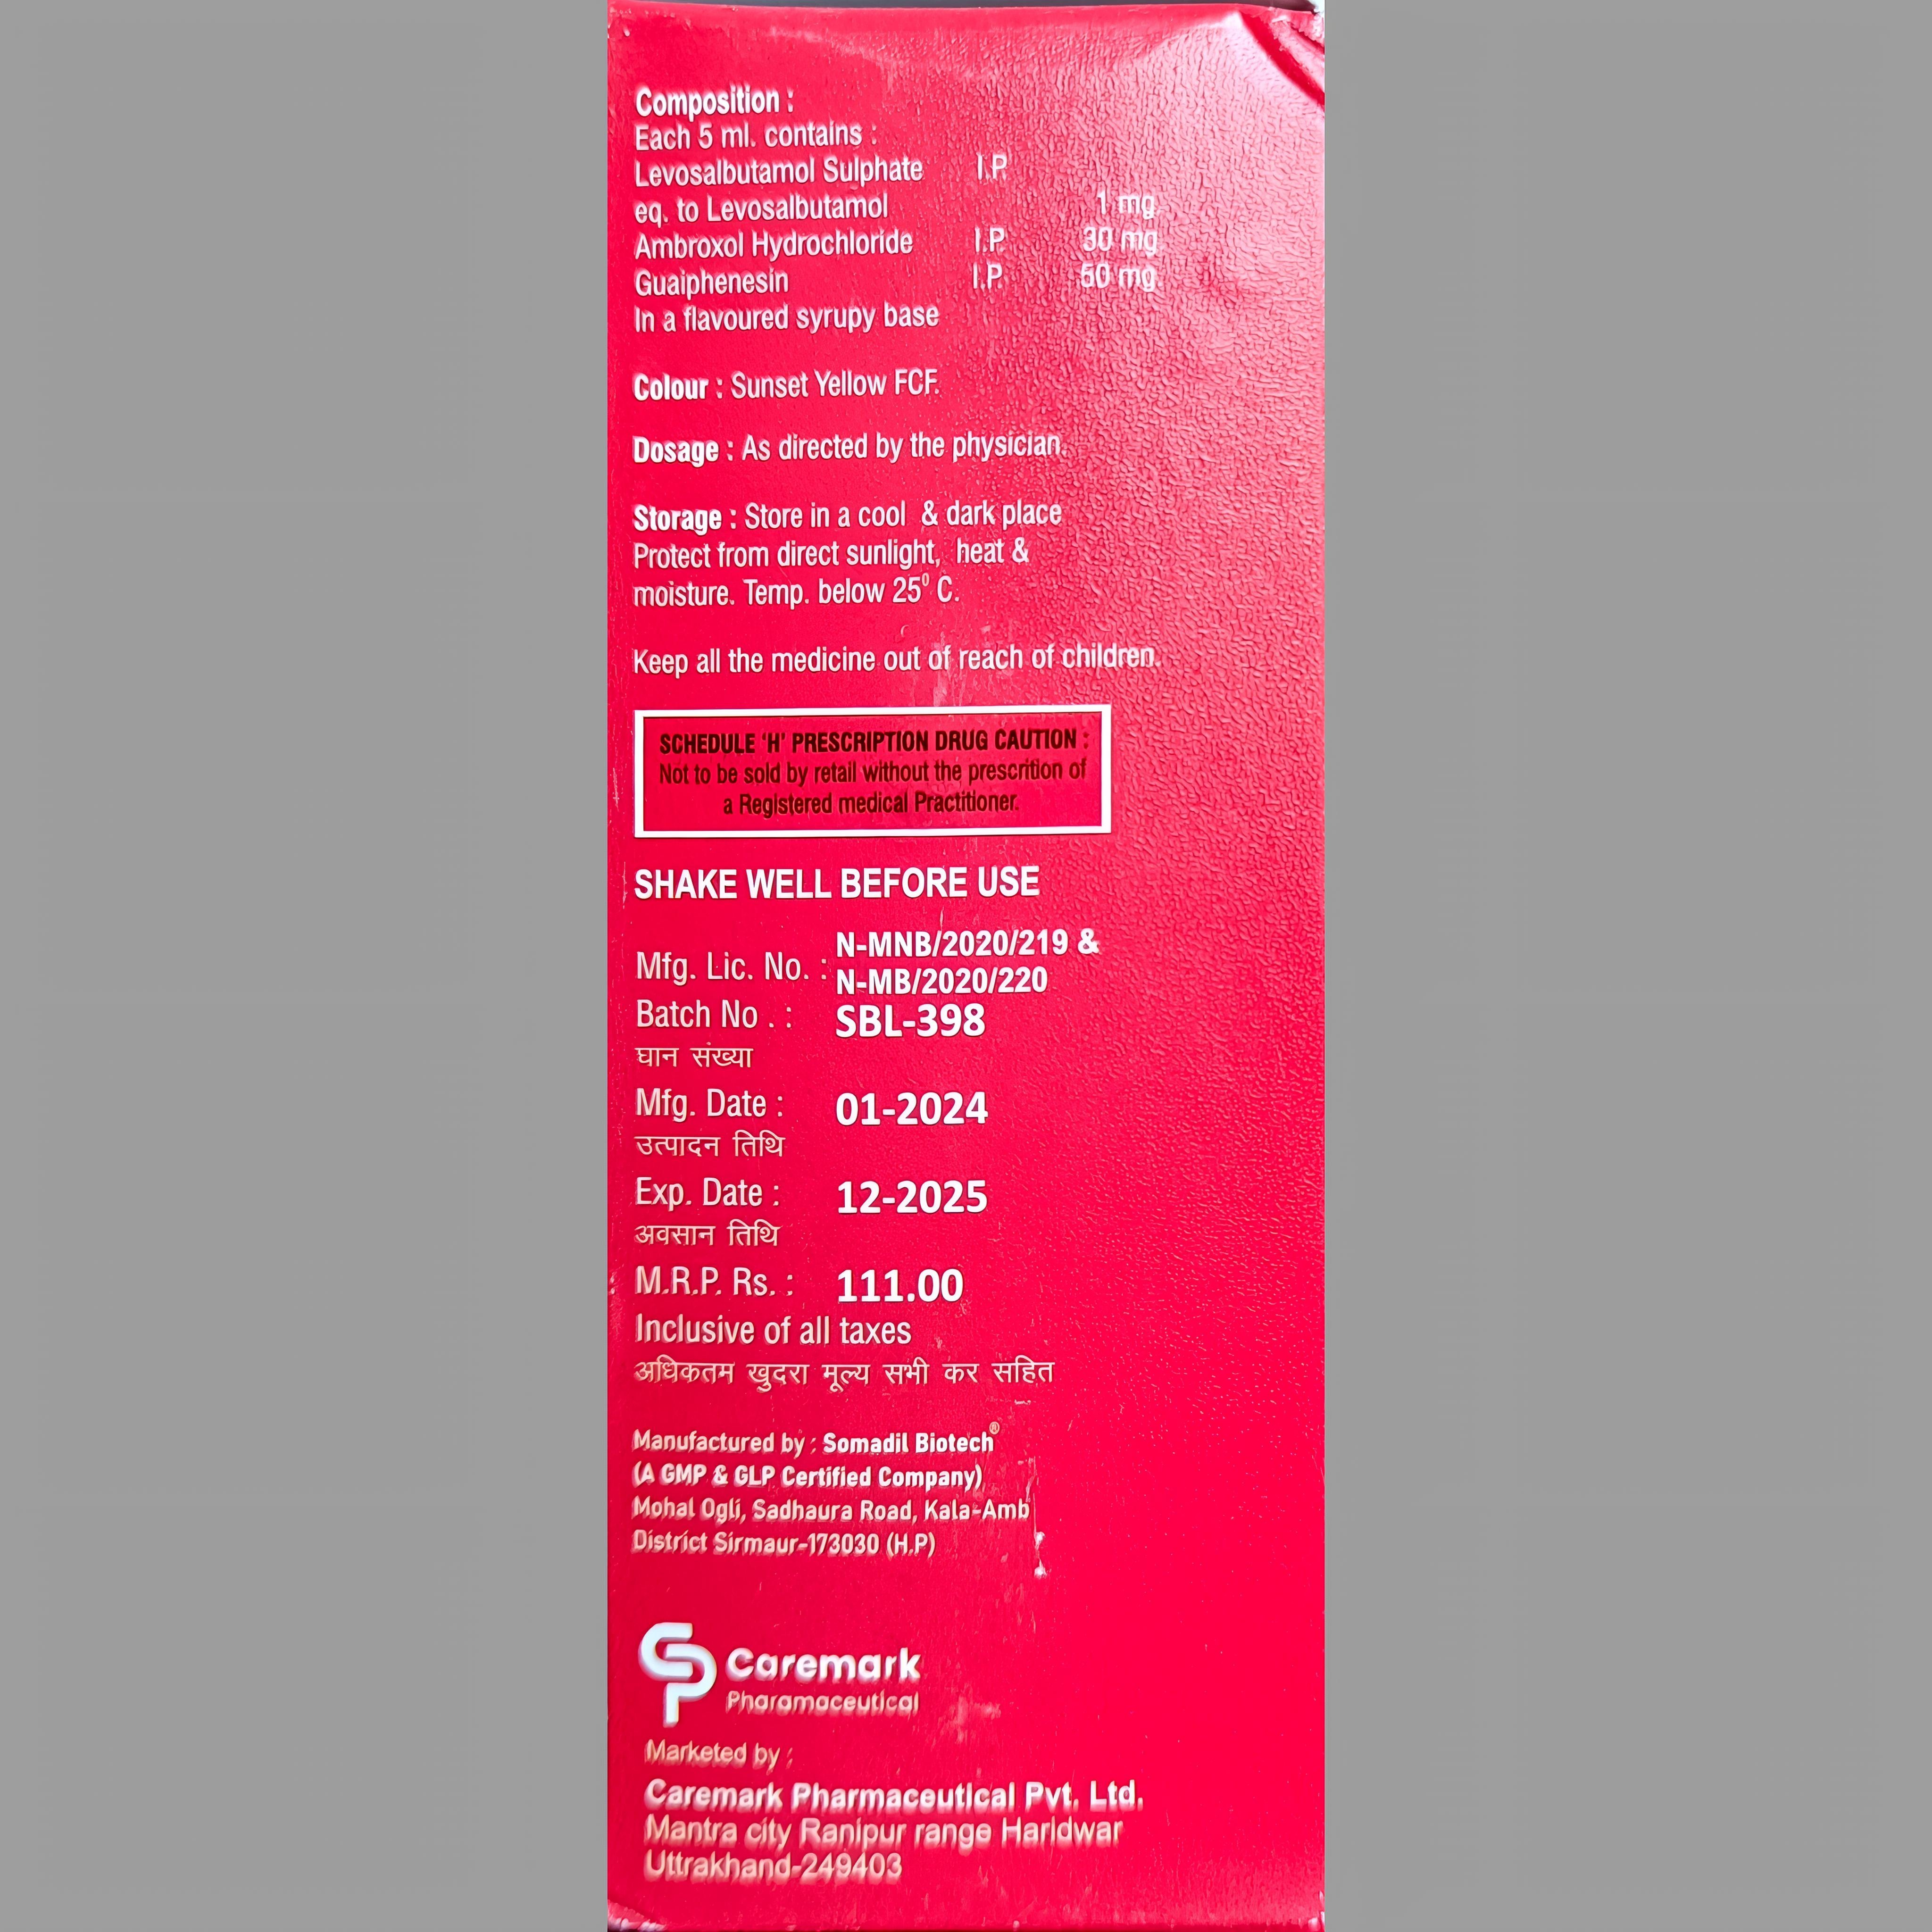 Composition :
Each 5 ml. contains :
Levosalbutamol Sulphate I.P.
eq. to Levosalbutamol 1 mg
Ambroxol Hydrochloride I.P. 30 mg
Guaiphenesin I.P. 50 mg
In a flavoured syrupy base
Colour : Sunset Yellow FCF.
Dosage : As directed by the physician.
Storage : Store in a cool & dark place
Protect from direct sunlight, heat &
moisture. Temp. below 25⁰ C.
Keep all the medicine out of reach of children.
SCHEDULE 'H' PRESCRIPTION DRUG CAUTION :
Not to be sold by retail without the prescrition of
a Registered medical Practitioner.
SHAKE WELL BEFORE USE
Mfg. Lic. No. : N-MNB/2020/219 &
N-MB/2020/220
Batch No . : SBL-398
घान संख्या
Mfg. Date : 01-2024
उत्पादन तिथि
Exp. Date : 12-2025
अवसान तिथि
M.R.P. Rs. : 111.00
Inclusive of all taxes
अधिकतम खुदरा मूल्य सभी कर सहित
Manufactured by : Somadil Biotech®
(A GMP & GLP Certified Company)
Mohal Ogli, Sadhaura Road, Kala-Amb
District Sirmaur-173030 (H.P)
CP Caremark
Pharamaceutical
Marketed by :
Caremark Pharmaceutical Pvt. Ltd.
Mantra city Ranipur range Haridwar
Uttrakhand-249403